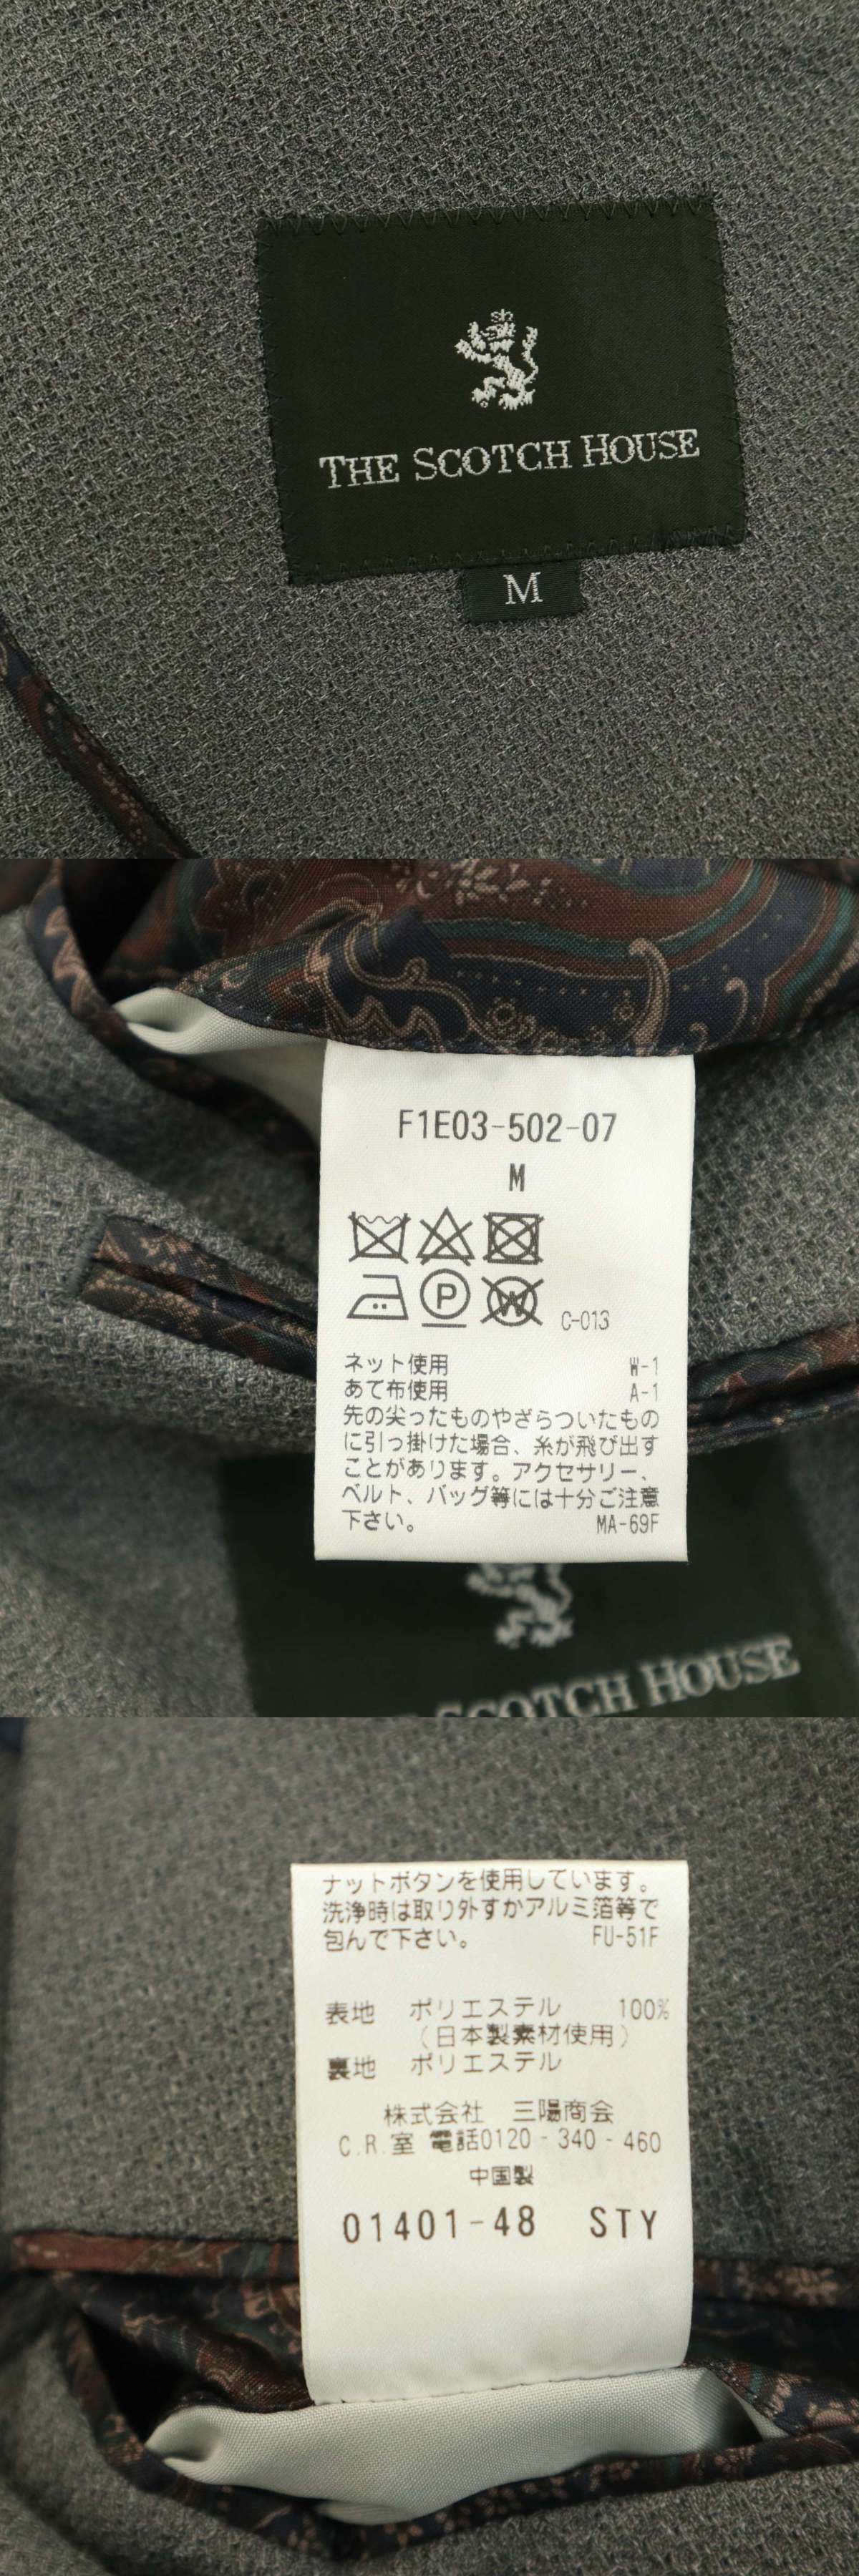 THE SCOTCH HOUSE
M
F1E03-502-07
M
P
W
C-013
ネット使用 W-1
あて布使用 A-1
先の尖ったものやざらついたもの
に引っ掛けた場合、糸が飛び出す
ことがあります。アクセサリー、
ベルト、バッグ等には十分ご注意
下さい。 MA-69F
SCOTCH HOUSE
ナットボタンを使用しています。
洗浄時は取り外すかアルミ箔等で
包んで下さい。 FU-51F
表地 ポリエステル 100%
(日本製素材使用)
裏地 ポリエステル
株式会社 三陽商会
C.R.室 電話0120-340-460
中国製
01401-48 STY